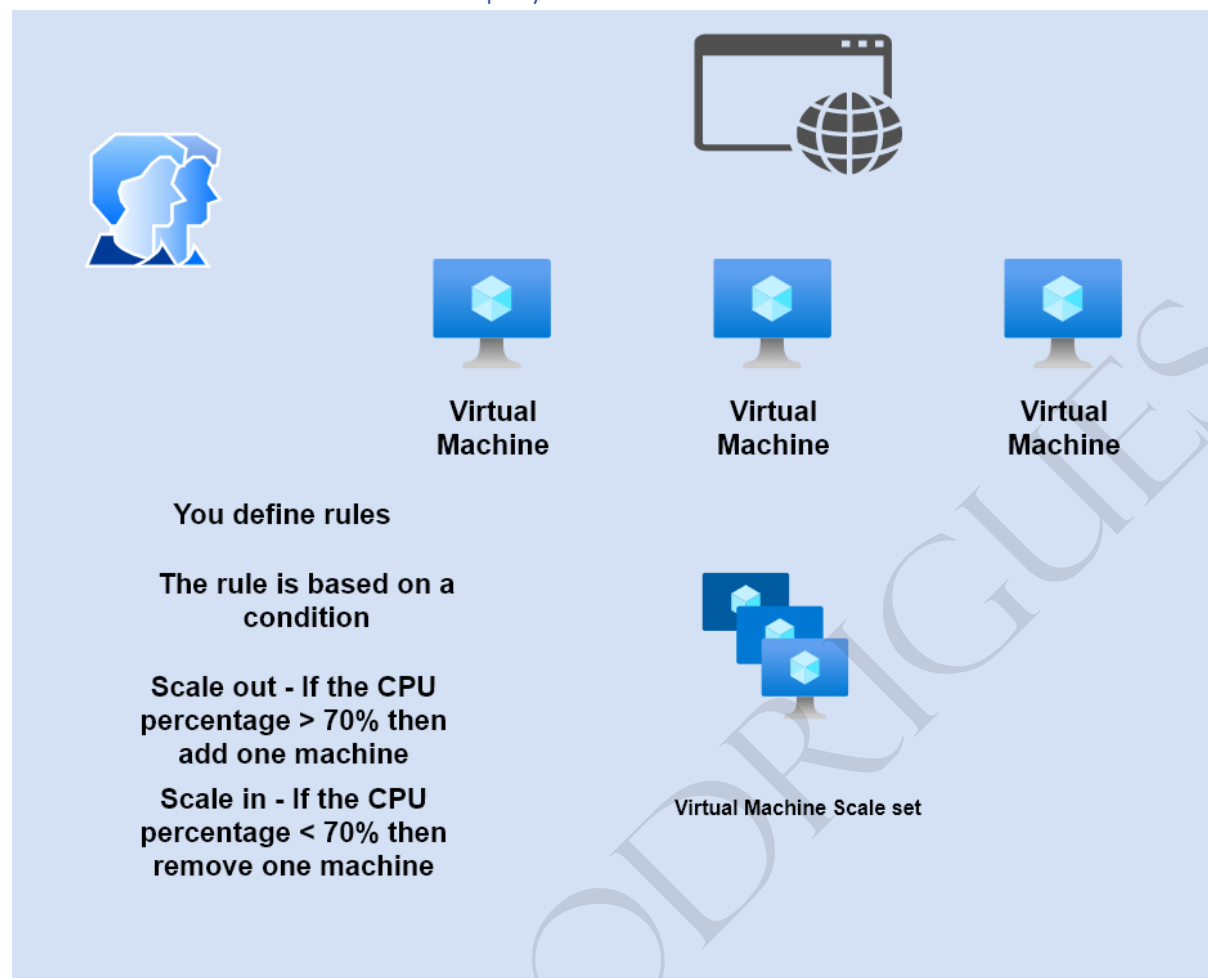 Virtual
Machine
Virtual
Machine
Virtual
Machine
You define rules
The rule is based on a
condition
Scale out - If the CPU
percentage > 70% then
add one machine
Scale in - If the CPU
percentage < 70% then
remove one machine
Virtual Machine Scale set
ODRIGUES